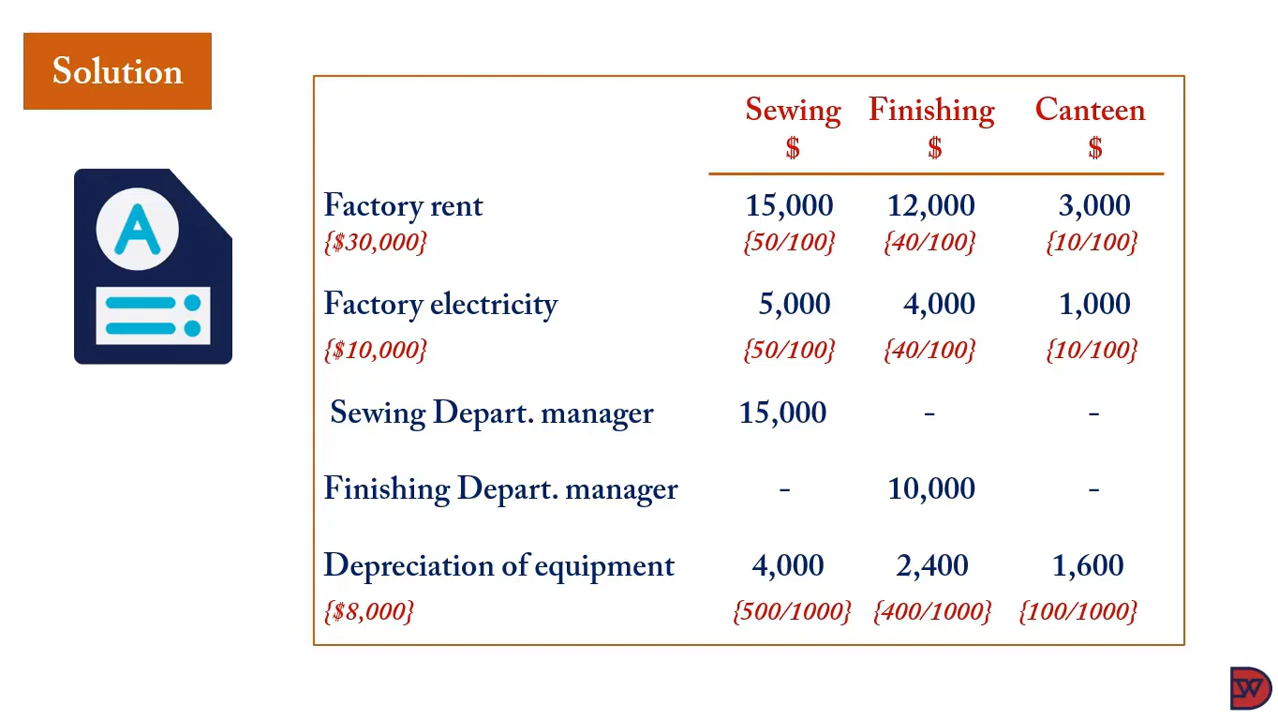 Solution
Sewing Finishing Canteen
$ $ $
Factory rent 15,000 12,000 3,000
{$30,000} {50/100} {40/100} {10/100}
Factory electricity 5,000 4,000 1,000
{$10,000} {50/100} {40/100} {10/100}
Sewing Depart. manager 15,000 - -
Finishing Depart. manager - 10,000 -
Depreciation of equipment 4,000 2,400 1,600
{$8,000} {500/1000} {400/1000} {100/1000}
A
DW